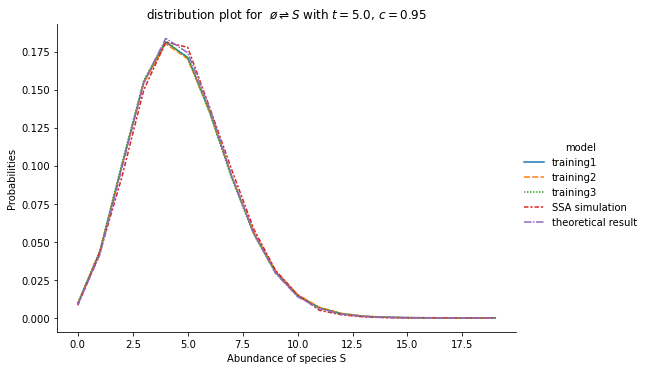 distribution plot for ø⇌S with t = 5.0, c = 0.95
Probabilities
0.175
0.150
0.125
0.100
0.075
0.050
0.025
0.000
0.0 2.5 5.0 7.5 10.0 12.5 15.0 17.5
Abundance of species S
model
training1
training2
training3
SSA simulation
theoretical result